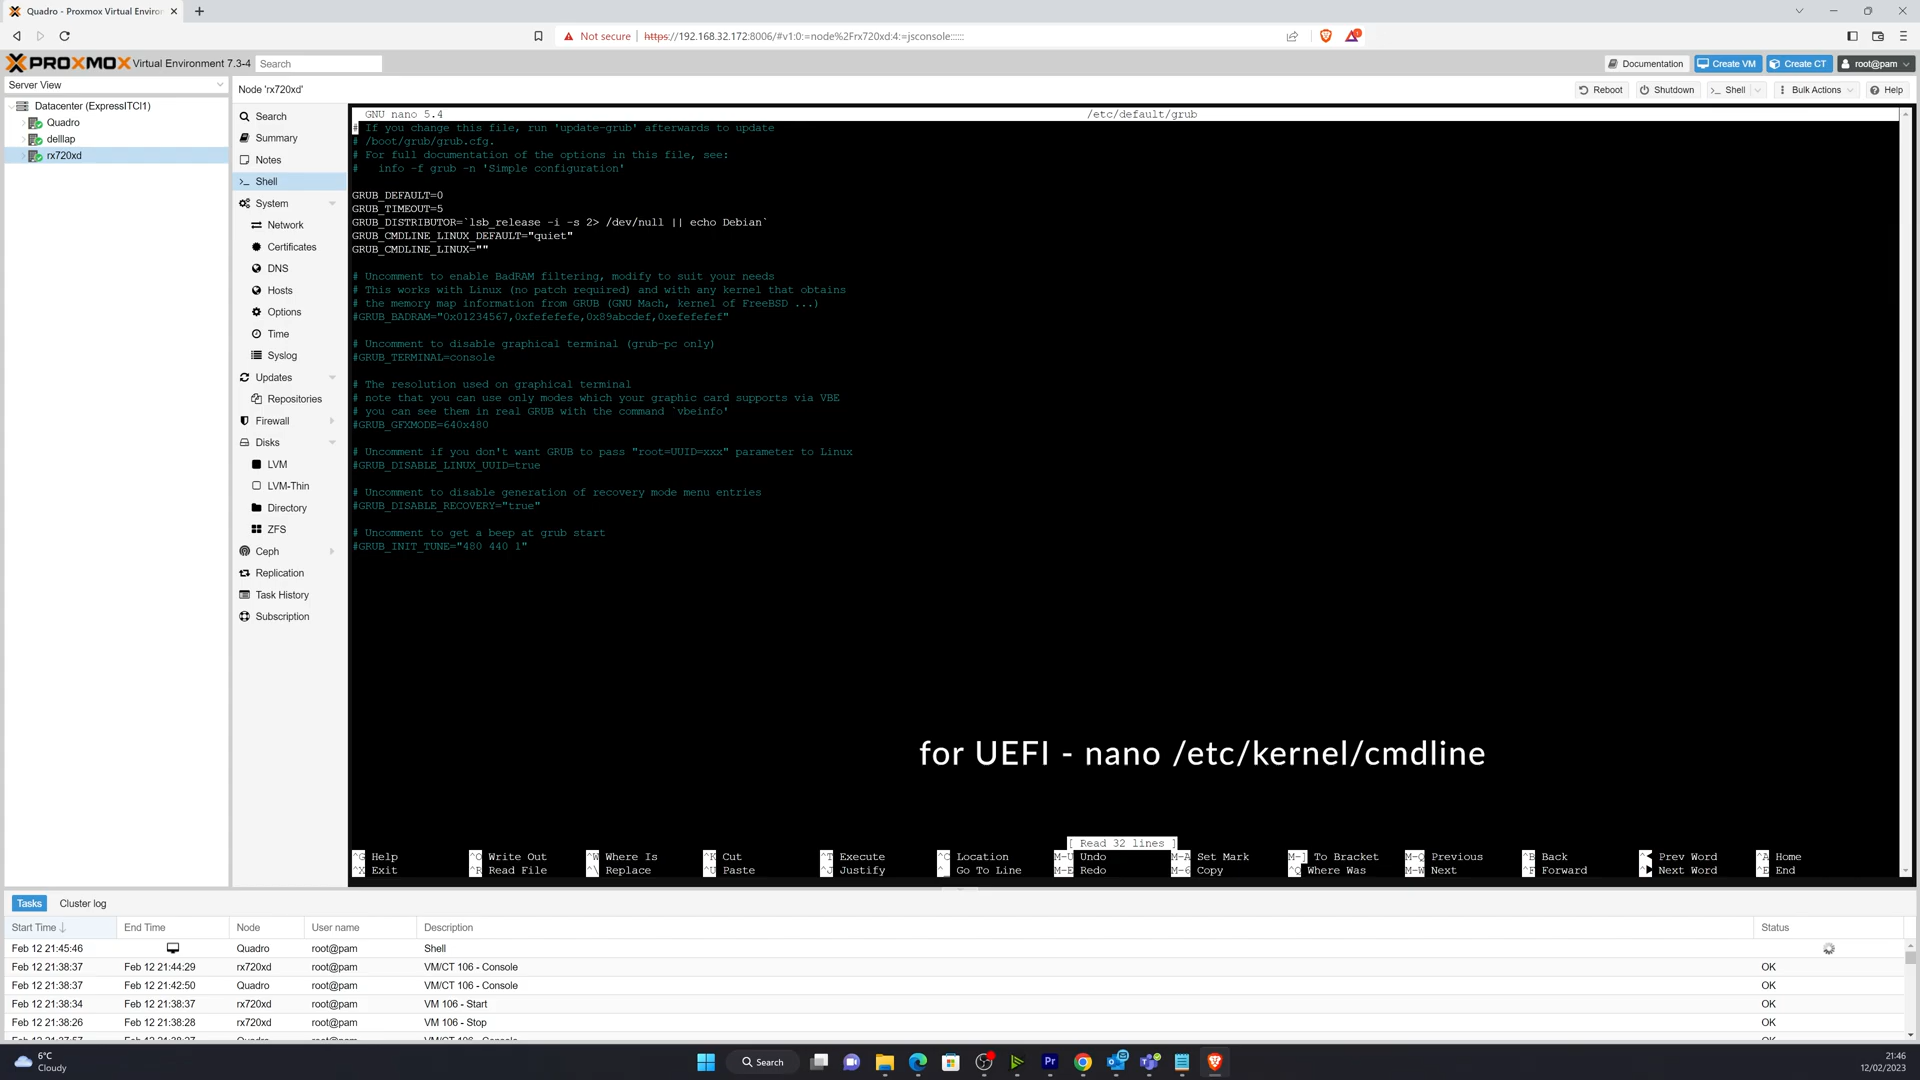 Quadro - Proxmox Virtual Enviror
Not secure
https://192.168.32.172:8006/#v1:0:=node%2Frx720xd:4:=jsconsole::::::
PROXMOX Virtual Environment 7.3-4
Search
Documentation
Create VM
Create CT
root@pam
Server View
Node 'rx720xd'
Reboot
Shutdown
>_ Shell
Bulk Actions
Help
Datacenter (ExpressITCI1)
Quadro
delllap
rx720xd
Search
Summary
Notes
>_ Shell
System
Network
Certificates
DNS
Hosts
Options
Time
Syslog
Updates
Repositories
Firewall
Disks
LVM
LVM-Thin
Directory
ZFS
Ceph
Replication
Task History
Subscription
GNU nano 5.4
/etc/default/grub
# If you change this file, run 'update-grub' afterwards to update
# /boot/grub/grub.cfg.
# For full documentation of the options in this file, see:
#   info -f grub -n 'Simple configuration'
GRUB_DEFAULT=0
GRUB_TIMEOUT=5
GRUB_DISTRIBUTOR=`lsb_release -i -s 2> /dev/null || echo Debian`
GRUB_CMDLINE_LINUX_DEFAULT="quiet"
GRUB_CMDLINE_LINUX=""
# Uncomment to enable BadRAM filtering, modify to suit your needs
# This works with Linux (no patch required) and with any kernel that obtains
# the memory map information from GRUB (GNU Mach, kernel of FreeBSD ...)
#GRUB_BADRAM="0x01234567,0xfefefefe,0x89abcdef,0xefefefef"
# Uncomment to disable graphical terminal (grub-pc only)
#GRUB_TERMINAL=console
# The resolution used on graphical terminal
# note that you can use only modes which your graphic card supports via VBE
# you can see them in real GRUB with the command `vbeinfo'
#GRUB_GFXMODE=640x480
# Uncomment if you don't want GRUB to pass "root=UUID=xxx" parameter to Linux
#GRUB_DISABLE_LINUX_UUID=true
# Uncomment to disable generation of recovery mode menu entries
#GRUB_DISABLE_RECOVERY="true"
# Uncomment to get a beep at grub start
#GRUB_INIT_TUNE="480 440 1"
for UEFI - nano /etc/kernel/cmdline
[ Read 32 lines ]
^G Help ^O Write Out ^W Where Is ^K Cut ^T Execute ^C Location M-U Undo M-A Set Mark M-] To Bracket M-Q Previous ^B Back ^◀ Prev Word ^A Home
^X Exit ^R Read File ^\ Replace ^U Paste ^J Justify ^_ Go To Line M-E Redo M-6 Copy ^Q Where Was M-W Next ^F Forward ^▶ Next Word ^E End
Tasks
Cluster log
Start Time End Time Node User name Description Status
Feb 12 21:45:46 Quadro root@pam Shell
Feb 12 21:38:37 Feb 12 21:44:29 rx720xd root@pam VM/CT 106 - Console OK
Feb 12 21:38:37 Feb 12 21:42:50 Quadro root@pam VM/CT 106 - Console OK
Feb 12 21:38:34 Feb 12 21:38:37 rx720xd root@pam VM 106 - Start OK
Feb 12 21:38:26 Feb 12 21:38:28 rx720xd root@pam VM 106 - Stop OK
6°C
Cloudy
Search
Pr
21:46
12/02/2023